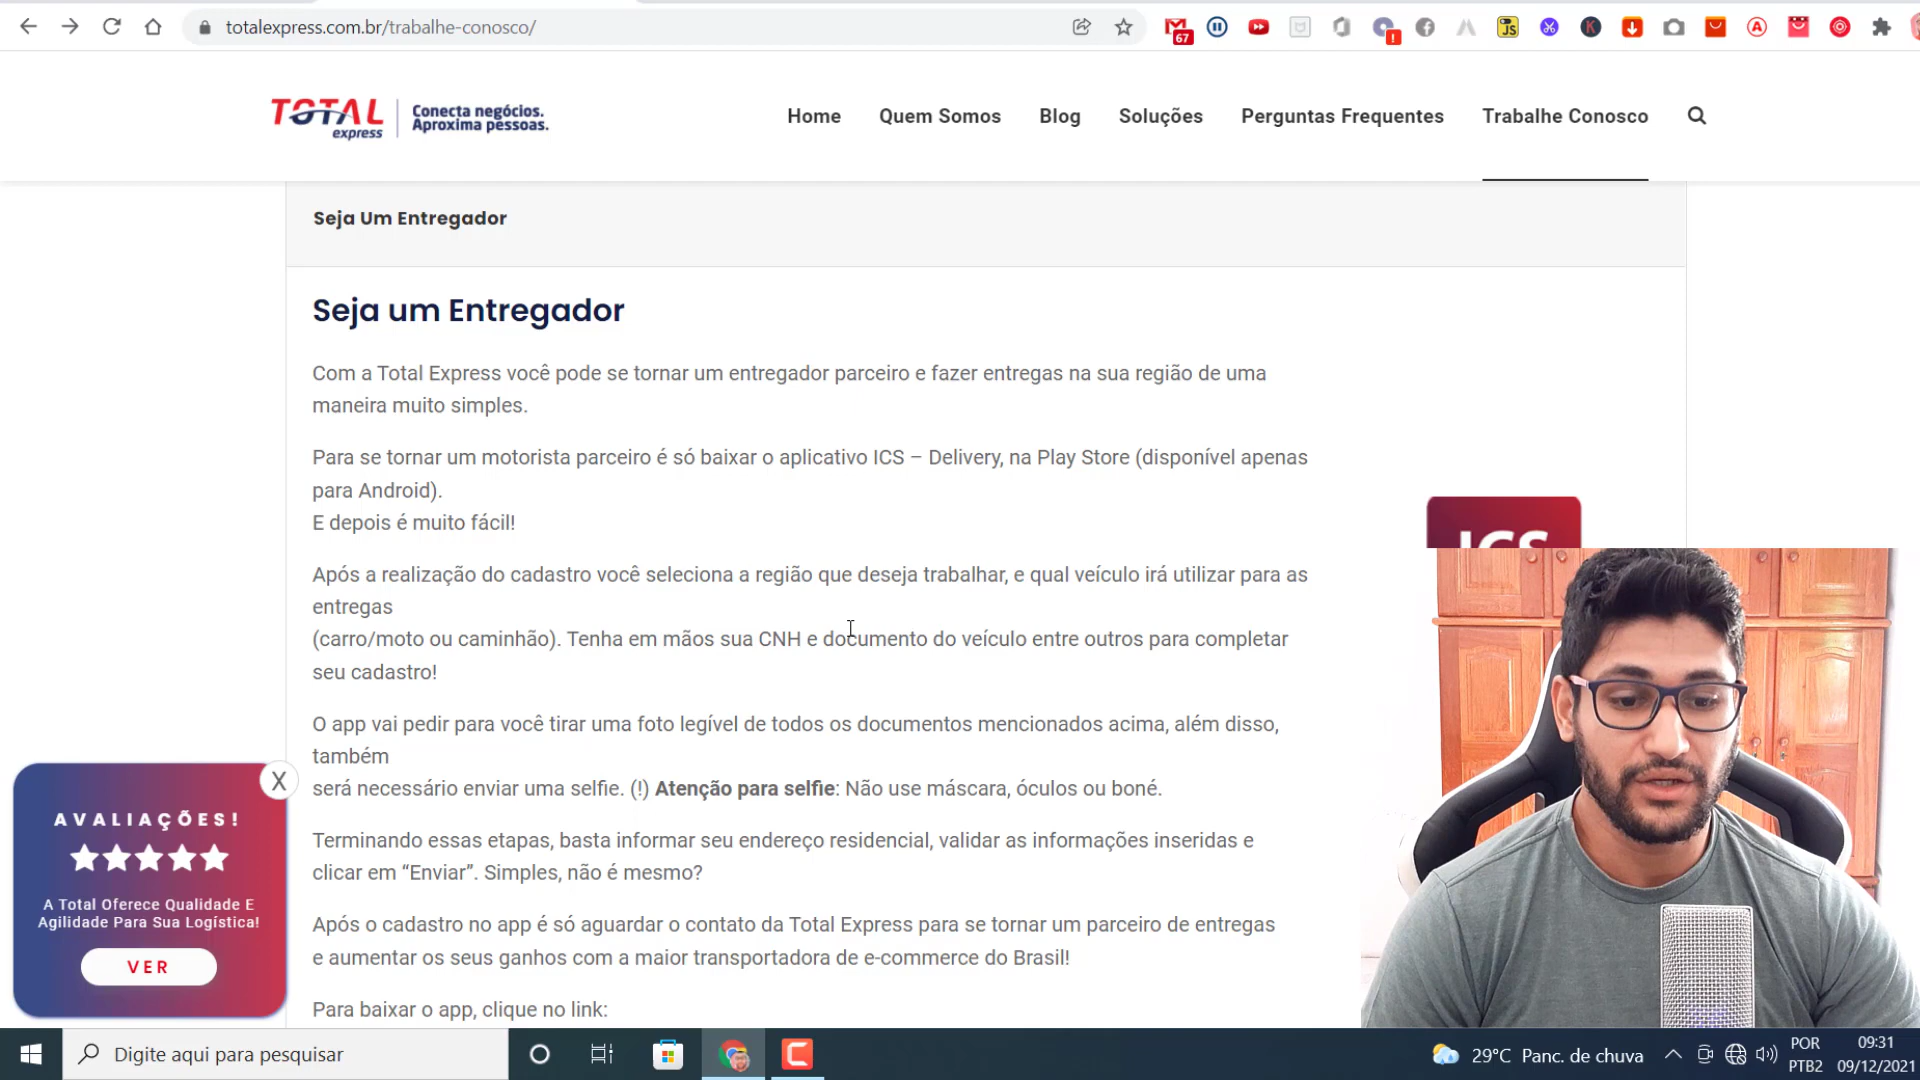 totalexpress.com.br/trabalhe-conosco/
67
JS
TOTAL
express
Conecta negócios.
Aproxima pessoas.
Home
Quem Somos
Blog
Soluções
Perguntas Frequentes
Trabalhe Conosco
Seja Um Entregador
Seja um Entregador
Com a Total Express você pode se tornar um entregador parceiro e fazer entregas na sua região de uma
maneira muito simples.
Para se tornar um motorista parceiro é só baixar o aplicativo ICS – Delivery, na Play Store (disponível apenas
para Android).
E depois é muito fácil!
ICS
Após a realização do cadastro você seleciona a região que deseja trabalhar, e qual veículo irá utilizar para as
entregas
(carro/moto ou caminhão). Tenha em mãos sua CNH e documento do veículo entre outros para completar
seu cadastro!
O app vai pedir para você tirar uma foto legível de todos os documentos mencionados acima, além disso,
também
será necessário enviar uma selfie. (!) Atenção para selfie: Não use máscara, óculos ou boné.
Terminando essas etapas, basta informar seu endereço residencial, validar as informações inseridas e
clicar em “Enviar”. Simples, não é mesmo?
Após o cadastro no app é só aguardar o contato da Total Express para se tornar um parceiro de entregas
e aumentar os seus ganhos com a maior transportadora de e-commerce do Brasil!
Para baixar o app, clique no link:
X
AVALIAÇÕES!
A Total Oferece Qualidade E
Agilidade Para Sua Logística!
VER
Digite aqui para pesquisar
29°C Panc. de chuva
POR
PTB2
09:31
09/12/2021